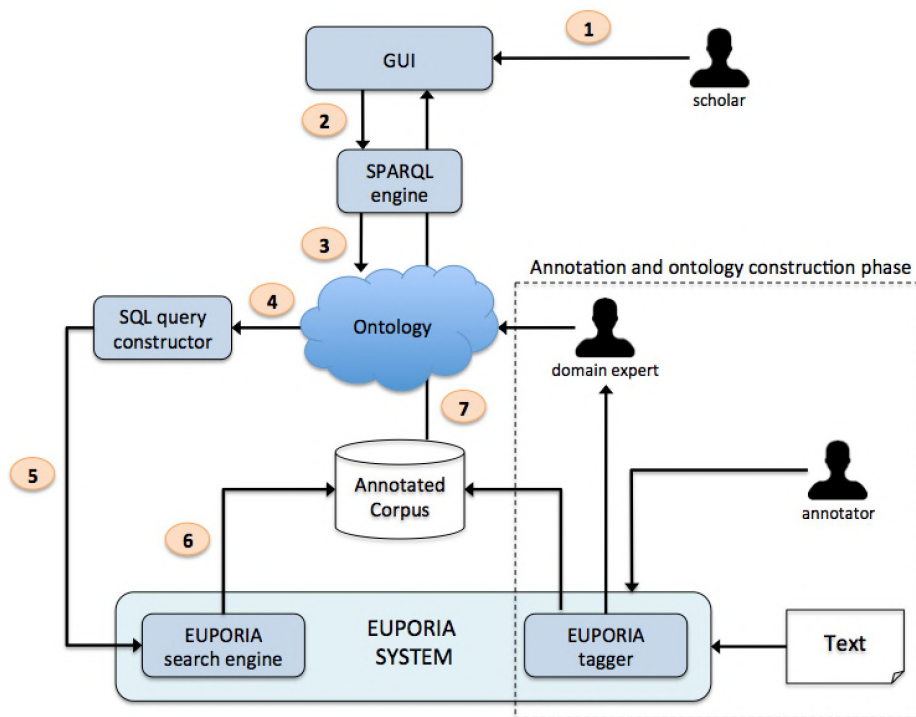 1
GUI
scholar
2
SPARQL
engine
3
Annotation and ontology construction phase
4
SQL query
constructor
Ontology
domain expert
7
5
Annotated
Corpus
annotator
6
EUPORIA
search engine
EUPORIA
SYSTEM
EUPORIA
tagger
Text